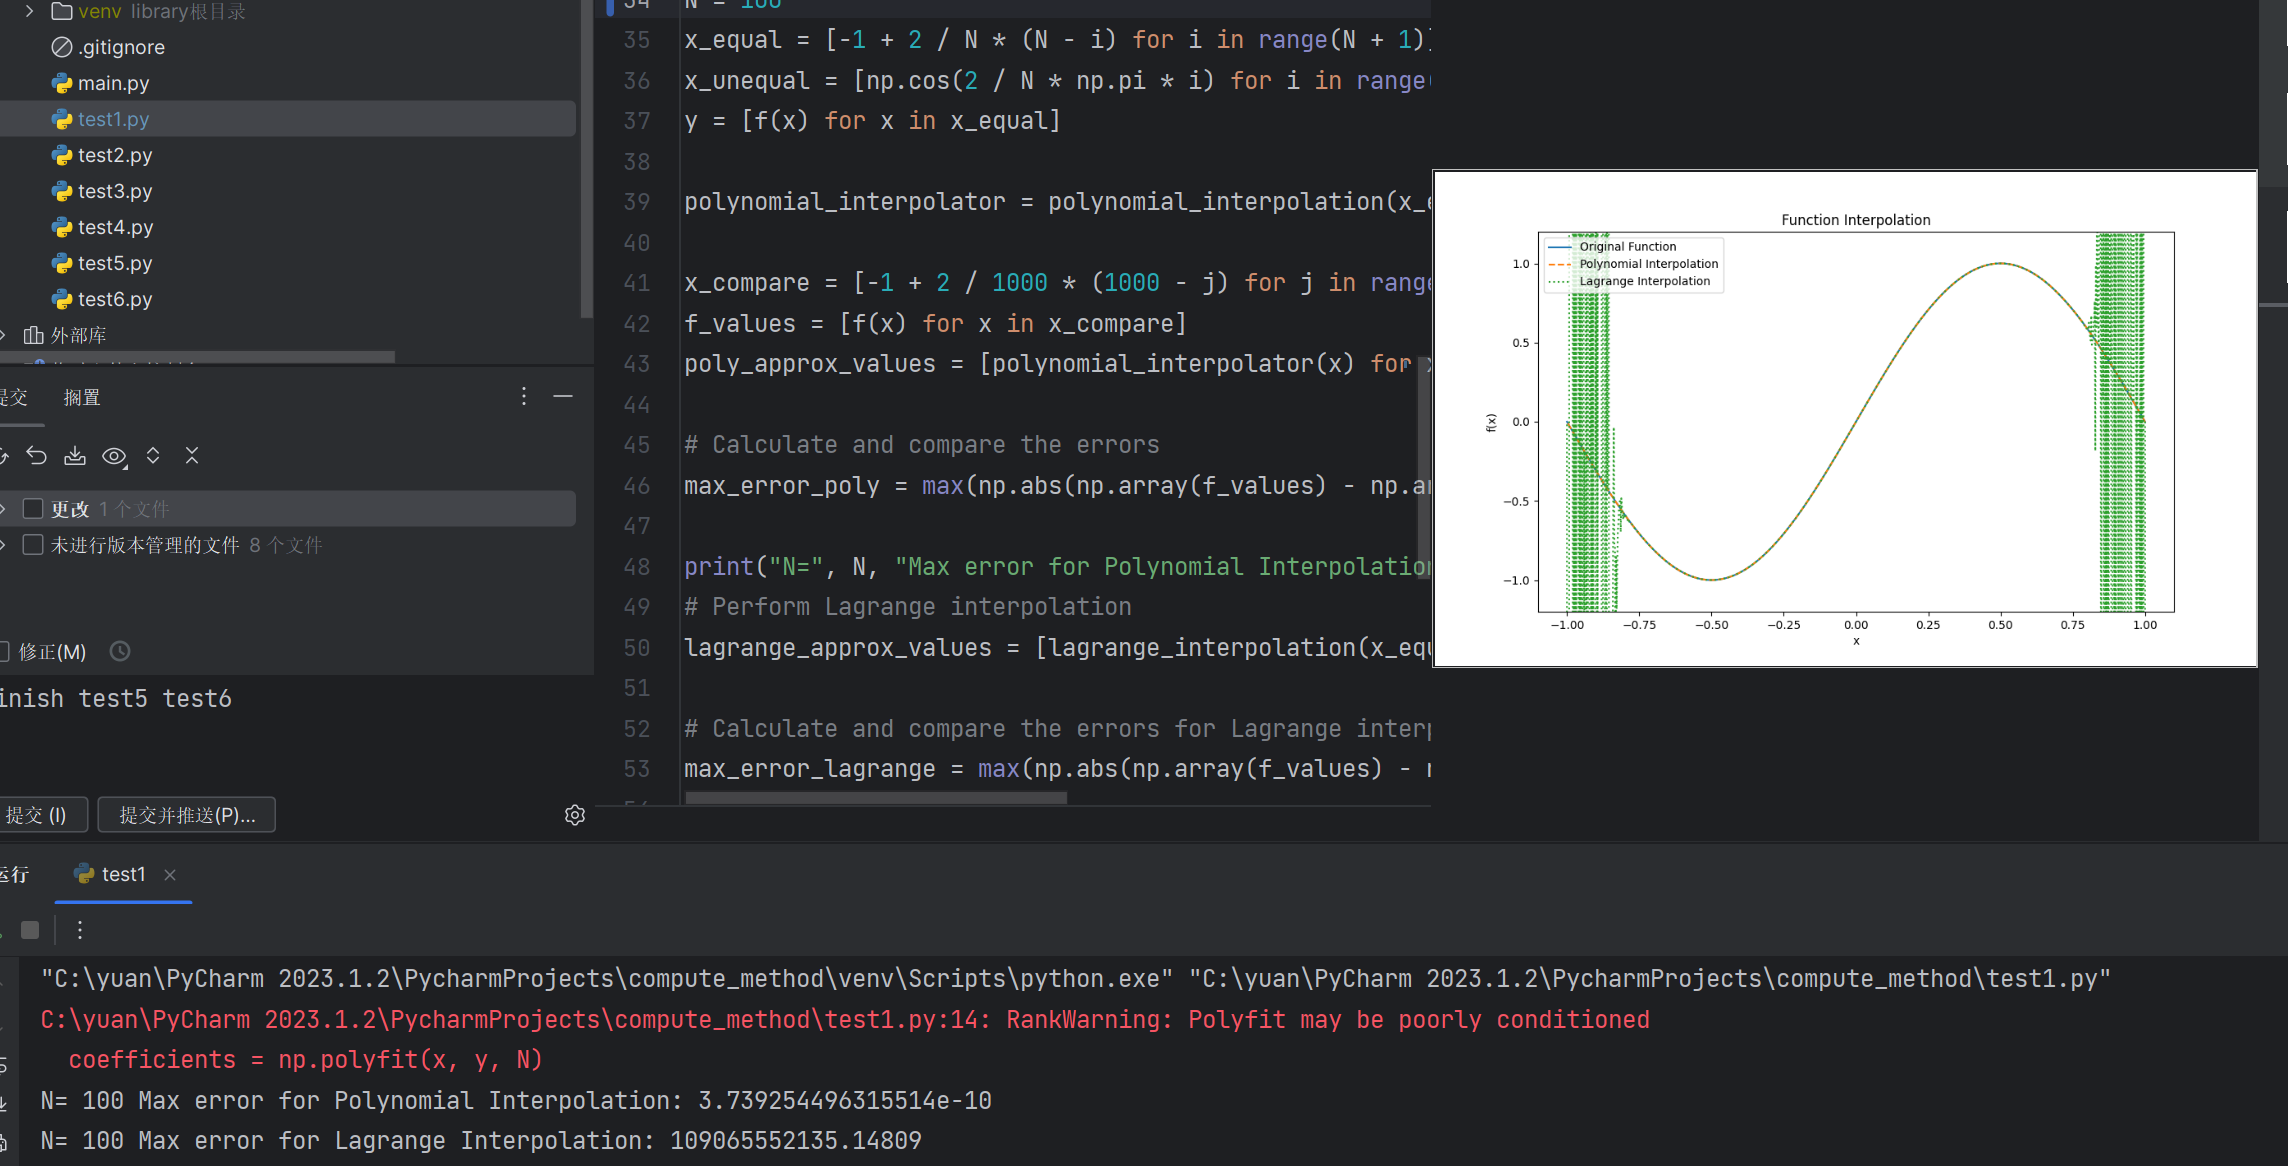 venv library根目录
.gitignore
main.py
test1.py
test2.py
test3.py
test4.py
test5.py
test6.py
外部库
提交 搁置
更改 1个文件
未进行版本管理的文件 8个文件
修正(M)
inish test5 test6
提交(I) 提交并推送(P)...
34 N = 100
35 x_equal = [-1 + 2 / N * (N - i) for i in range(N + 1)]
36 x_unequal = [np.cos(2 / N * np.pi * i) for i in range(
37 y = [f(x) for x in x_equal]
38
39 polynomial_interpolator = polynomial_interpolation(x_e
40
41 x_compare = [-1 + 2 / 1000 * (1000 - j) for j in rang
42 f_values = [f(x) for x in x_compare]
43 poly_approx_values = [polynomial_interpolator(x) for x
44
45 # Calculate and compare the errors
46 max_error_poly = max(np.abs(np.array(f_values) - np.a
47
48 print("N=", N, "Max error for Polynomial Interpolatio
49 # Perform Lagrange interpolation
50 lagrange_approx_values = [lagrange_interpolation(x_eq
51
52 # Calculate and compare the errors for Lagrange inter
53 max_error_lagrange = max(np.abs(np.array(f_values) - n
Function Interpolation
Original Function
Polynomial Interpolation
Lagrange Interpolation
1.0
0.5
0.0
−0.5
−1.0
f(x)
−1.00 −0.75 −0.50 −0.25 0.00 0.25 0.50 0.75 1.00
x
运行 test1
"C:\yuan\PyCharm 2023.1.2\PycharmProjects\compute_method\venv\Scripts\python.exe" "C:\yuan\PyCharm 2023.1.2\PycharmProjects\compute_method\test1.py"
C:\yuan\PyCharm 2023.1.2\PycharmProjects\compute_method\test1.py:14: RankWarning: Polyfit may be poorly conditioned
coefficients = np.polyfit(x, y, N)
N= 100 Max error for Polynomial Interpolation: 3.739254496315514e-10
N= 100 Max error for Lagrange Interpolation: 109065552135.14809